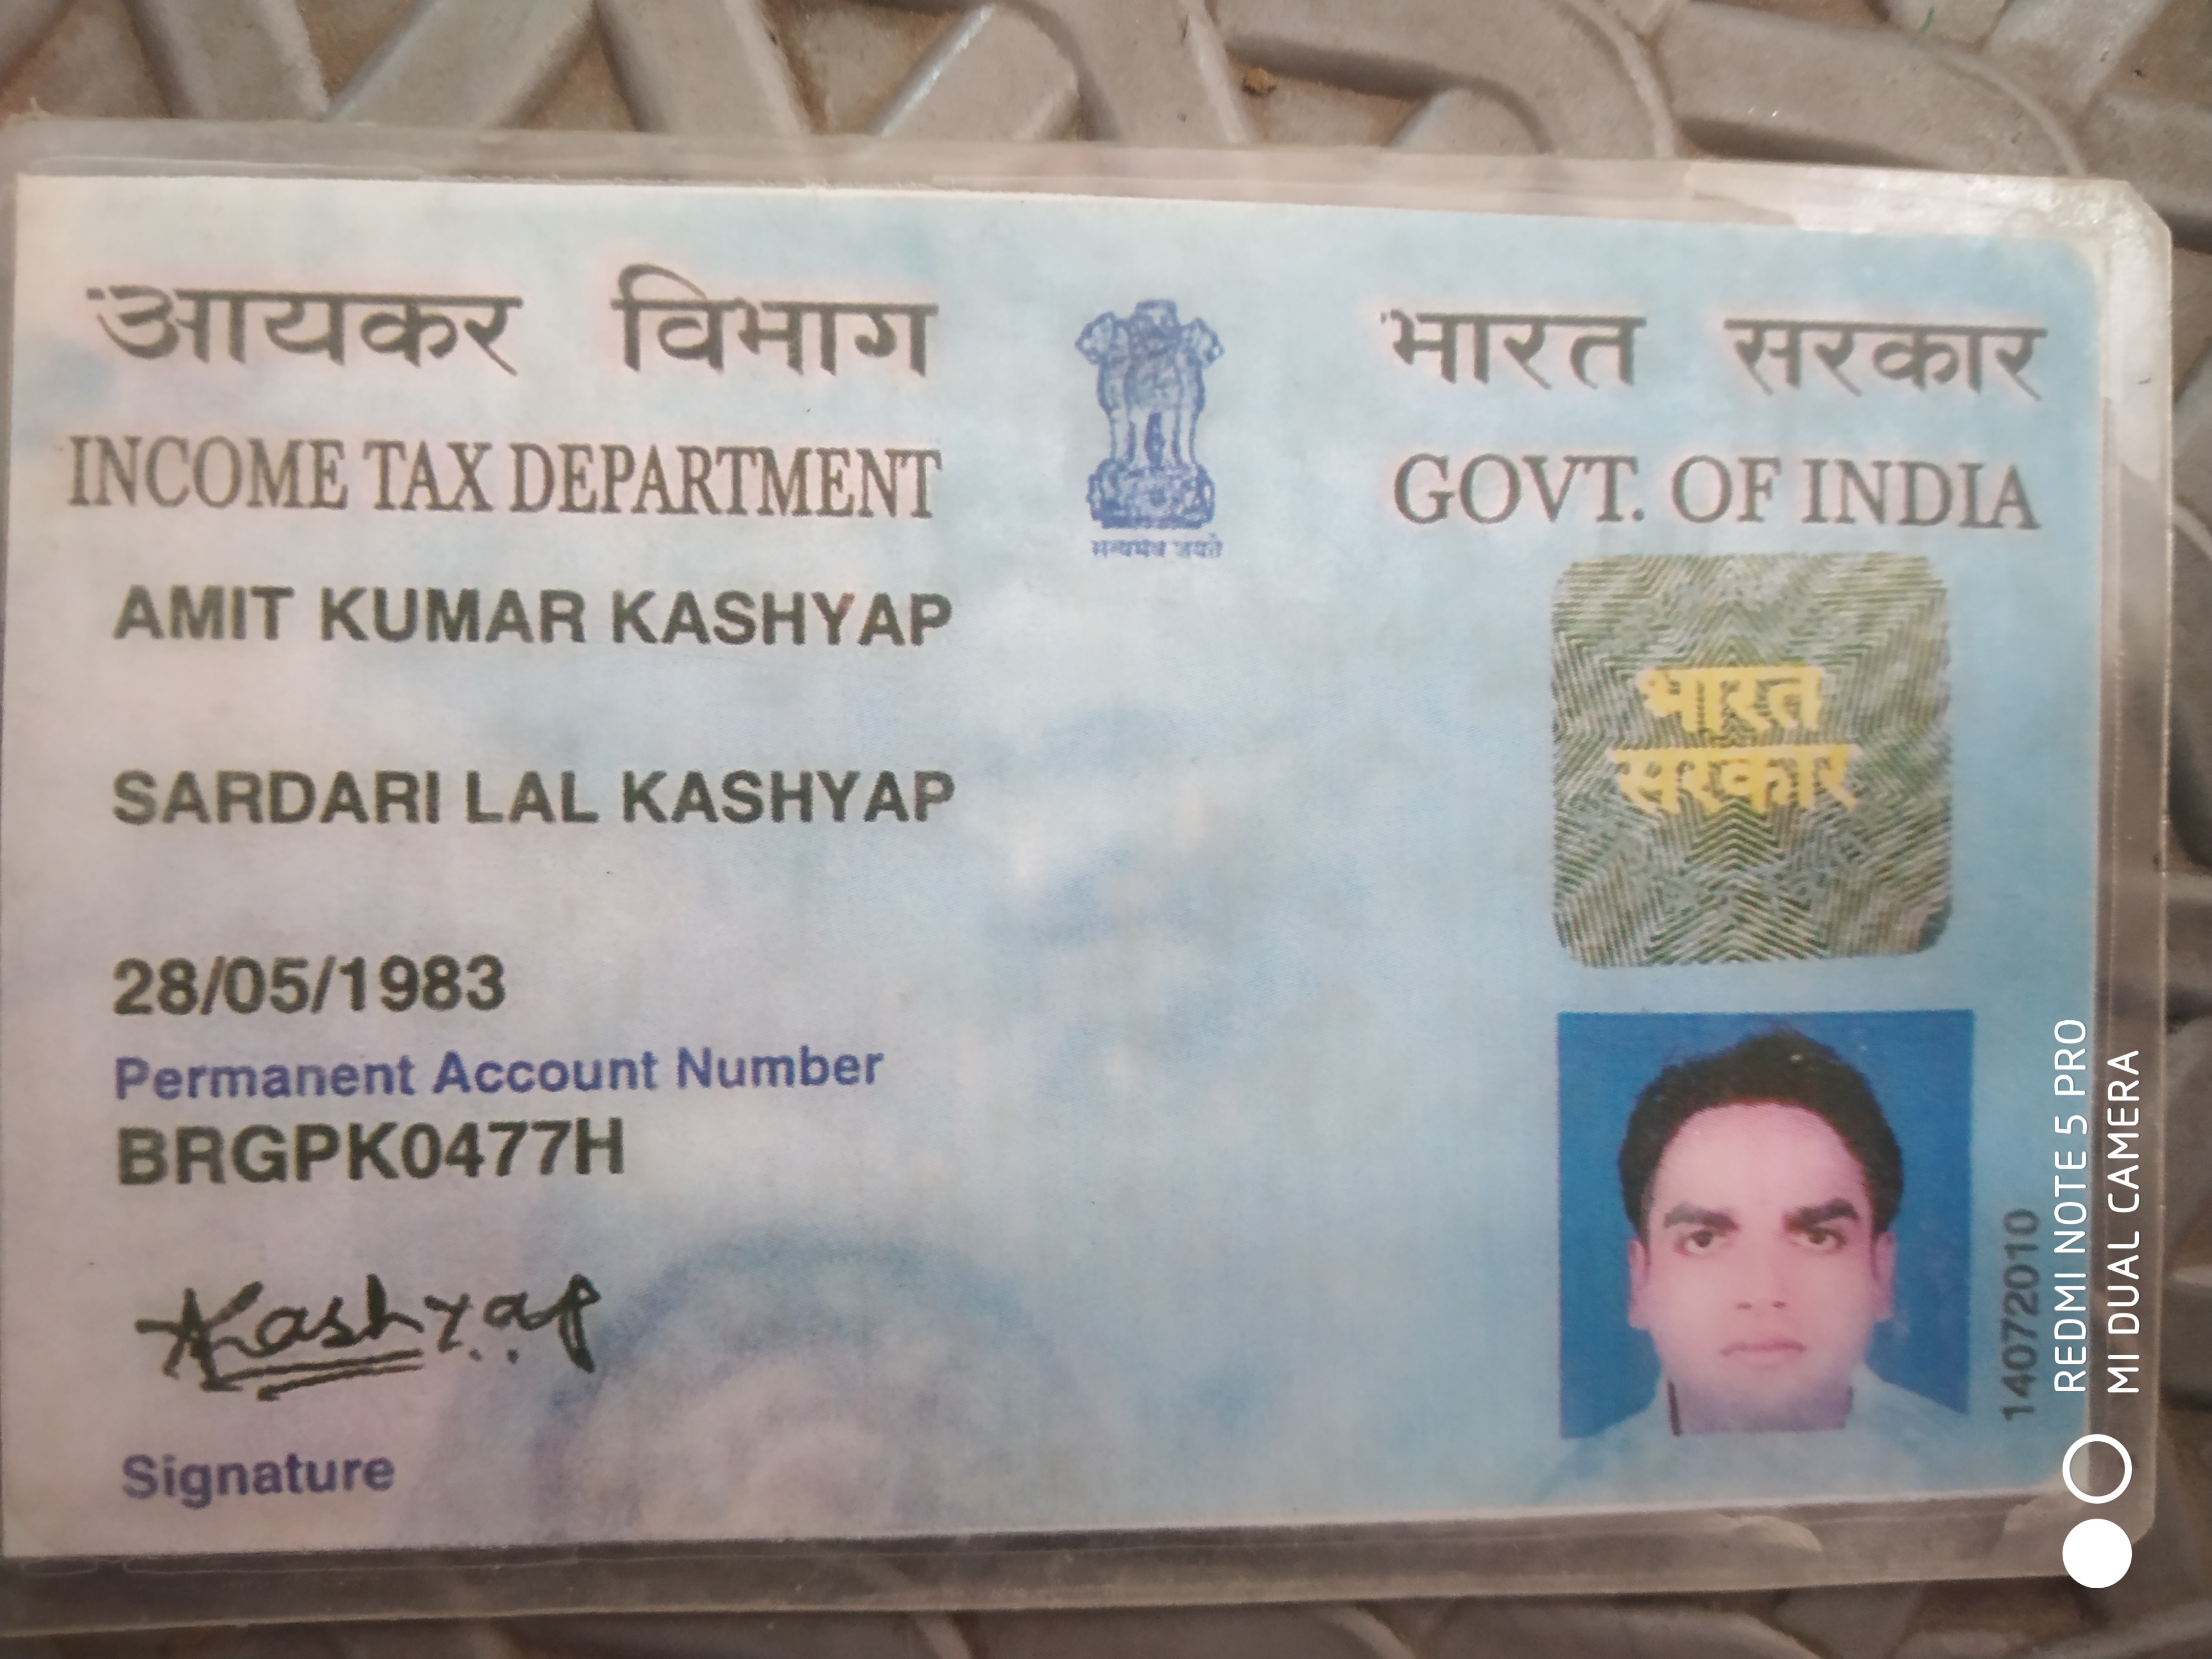 आयकर विभाग
INCOME TAX DEPARTMENT
भारत सरकार
GOVT. OF INDIA
सत्यमेव जयते
AMIT KUMAR KASHYAP
SARDARI LAL KASHYAP
28/05/1983
Permanent Account Number
BRGPK0477H
Signature
भारत
सरकार
14072010
REDMI NOTE 5 PRO
MI DUAL CAMERA